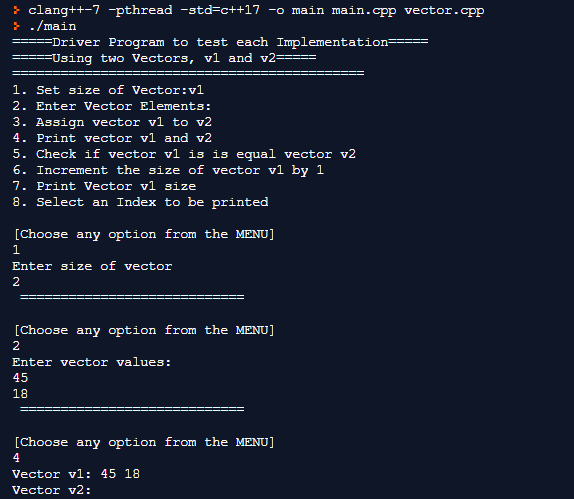 > clang++-7 -pthread -std=c++17 -o main main.cpp vector.cpp
> ./main
=====Driver Program to test each Implementation=====
=====Using two Vectors, v1 and v2=====
============================================
1. Set size of Vector:v1
2. Enter Vector Elements:
3. Assign vector v1 to v2
4. Print vector v1 and v2
5. Check if vector v1 is is equal vector v2
6. Increment the size of vector v1 by 1
7. Print Vector v1 size
8. Select an Index to be printed
[Choose any option from the MENU]
1
Enter size of vector
2
============================
[Choose any option from the MENU]
2
Enter vector values:
45
18
============================
[Choose any option from the MENU]
4
Vector v1: 45 18
Vector v2: